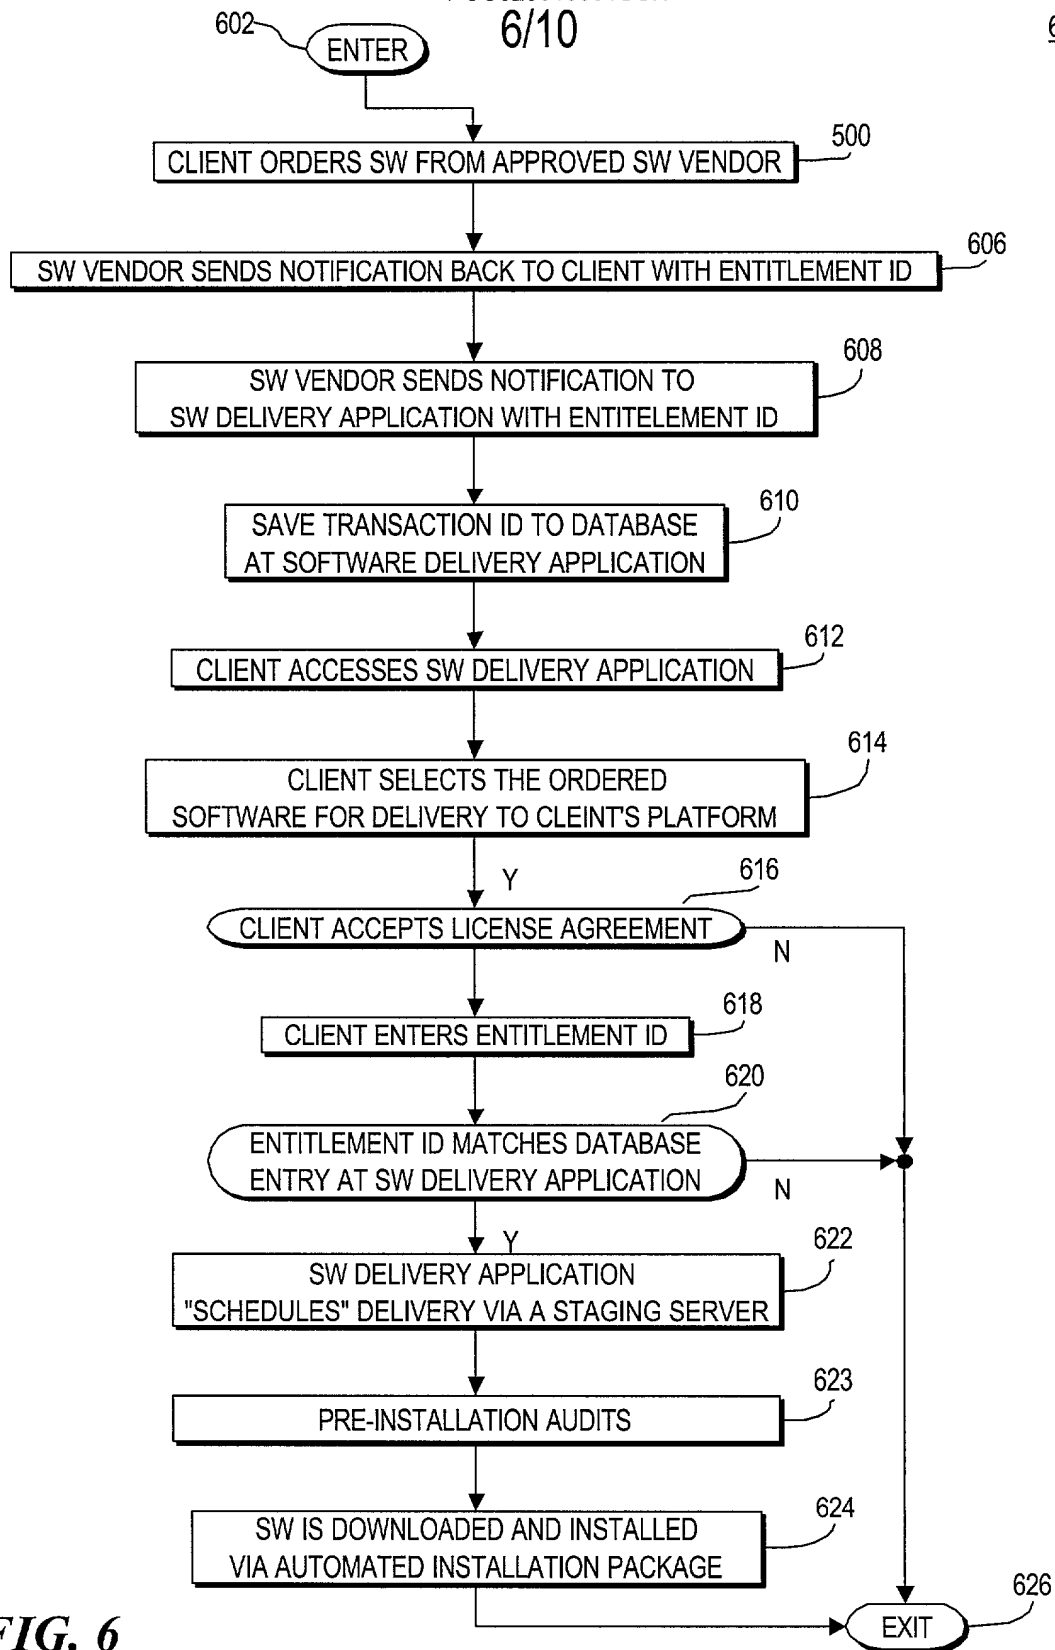 6/10
602
ENTER
500
CLIENT ORDERS SW FROM APPROVED SW VENDOR
606
SW VENDOR SENDS NOTIFICATION BACK TO CLIENT WITH ENTITLEMENT ID
608
SW VENDOR SENDS NOTIFICATION TO
SW DELIVERY APPLICATION WITH ENTITELEMENT ID
610
SAVE TRANSACTION ID TO DATABASE
AT SOFTWARE DELIVERY APPLICATION
612
CLIENT ACCESSES SW DELIVERY APPLICATION
614
CLIENT SELECTS THE ORDERED
SOFTWARE FOR DELIVERY TO CLEINT'S PLATFORM
Y
616
CLIENT ACCEPTS LICENSE AGREEMENT
N
618
CLIENT ENTERS ENTITLEMENT ID
620
ENTITLEMENT ID MATCHES DATABASE
ENTRY AT SW DELIVERY APPLICATION
N
Y
622
SW DELIVERY APPLICATION
"SCHEDULES" DELIVERY VIA A STAGING SERVER
623
PRE-INSTALLATION AUDITS
624
SW IS DOWNLOADED AND INSTALLED
VIA AUTOMATED INSTALLATION PACKAGE
626
EXIT
FIG. 6